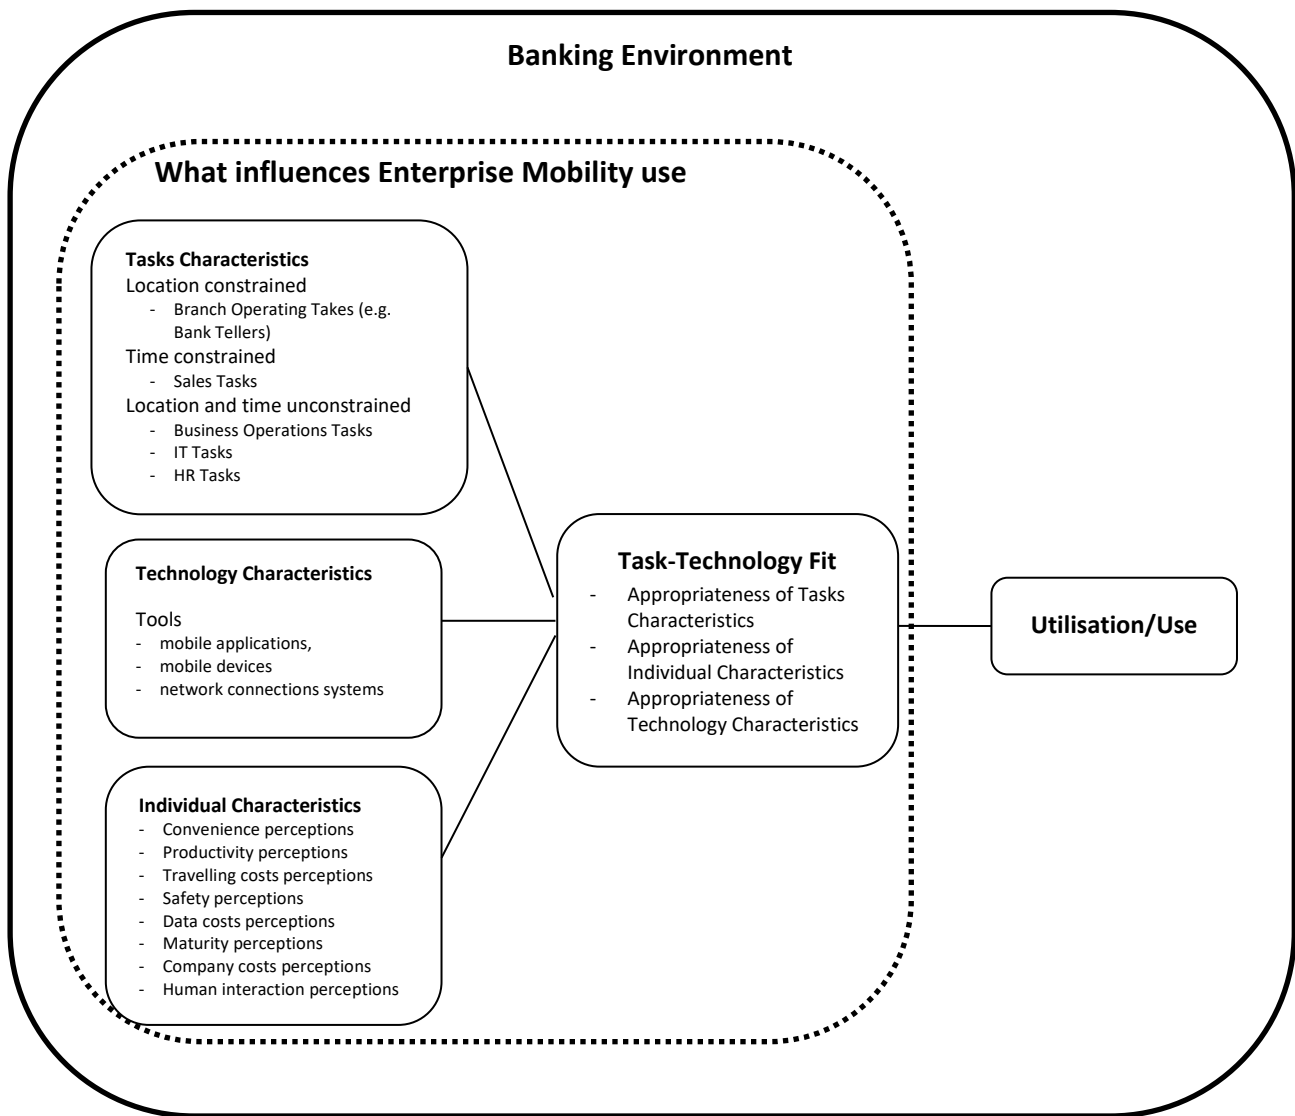 Banking Environment
What influences Enterprise Mobility use
Tasks Characteristics
Location constrained
- Branch Operating Takes (e.g.
Bank Tellers)
Time constrained
- Sales Tasks
Location and time unconstrained
- Business Operations Tasks
- IT Tasks
- HR Tasks
Technology Characteristics
Tools
- mobile applications,
- mobile devices
- network connections systems
Individual Characteristics
- Convenience perceptions
- Productivity perceptions
- Travelling costs perceptions
- Safety perceptions
- Data costs perceptions
- Maturity perceptions
- Company costs perceptions
- Human interaction perceptions
Task-Technology Fit
- Appropriateness of Tasks
Characteristics
- Appropriateness of
Individual Characteristics
- Appropriateness of
Technology Characteristics
Utilisation/Use